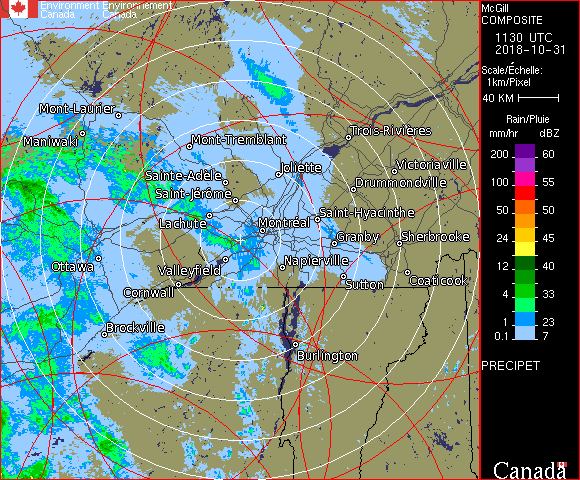 Environment Environnement
Canada Canada
McGill
COMPOSITE
1130 UTC
2018-10-31
Scale/Échelle:
1km/Pixel
40 KM
Rain/Pluie
mm/hr dBZ
200 60
100 55
50 50
24 45
12 40
4 33
1 23
0.1 7
PRECIPET
Canada
Mont-Laurier
Maniwaki
Mont-Tremblant
Trois-Rivières
Joliette
Victoriaville
Sainte-Adèle
Drummondville
Saint-Jérôme
Saint-Hyacinthe
Lachute
Montréal
Granby
Sherbrooke
Ottawa
Valleyfield
Napierville
Coaticook
Cornwall
Sutton
Brockville
Burlington